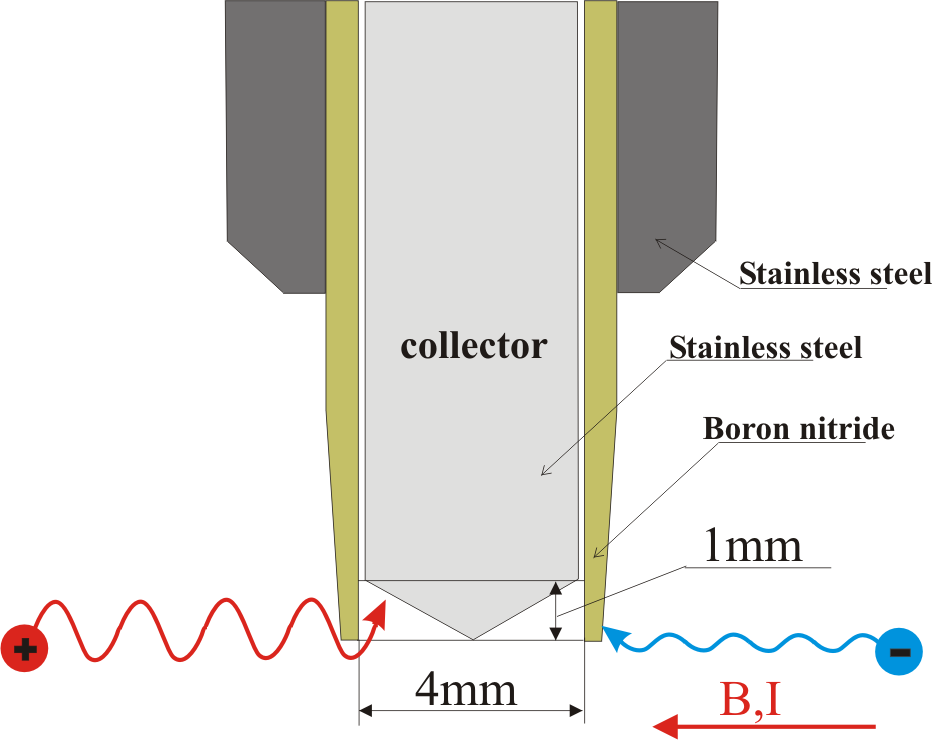 Stainless steel
collector
Stainless steel
Boron nitride
1mm
+
-
4mm
B,I